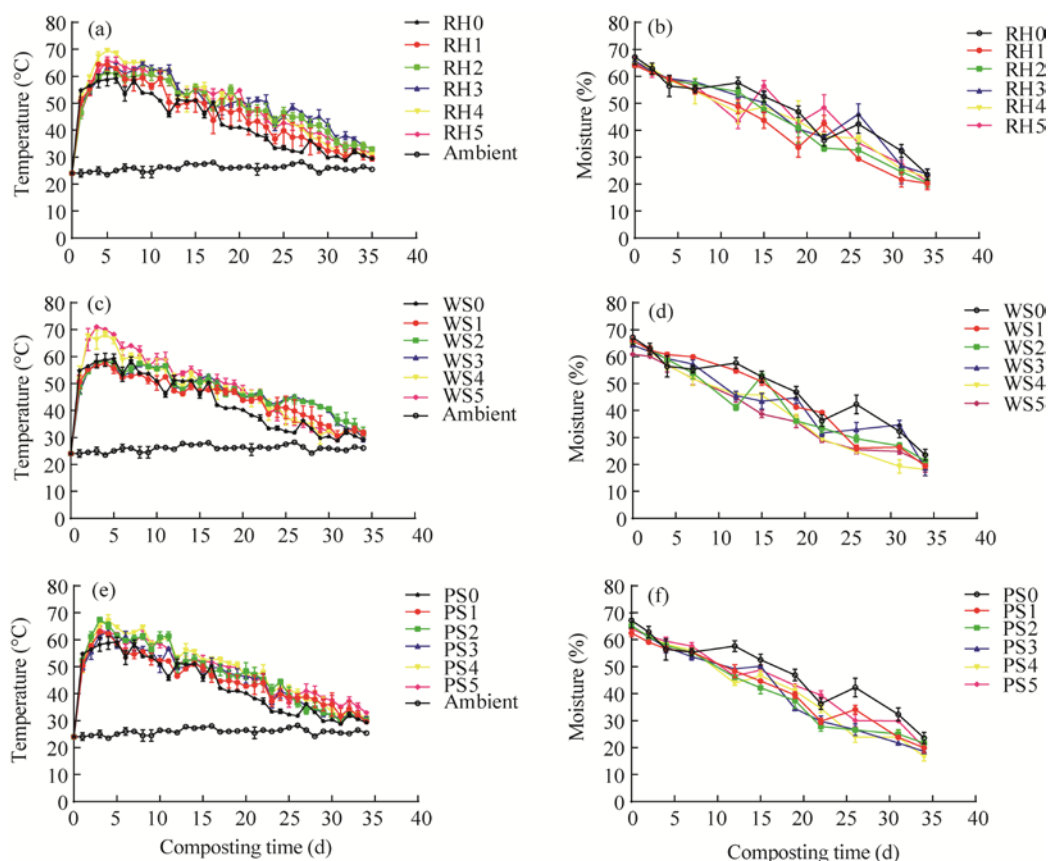 (a)
Temperature (°C)
80
70
60
50
40
30
20
10
0
0 5 10 15 20 25 30 35 40
RH0
RH1
RH2
RH3
RH4
RH5
Ambient
(b)
Moisture (%)
80
70
60
50
40
30
20
10
0
0 5 10 15 20 25 30 35 40
RH0
RH1
RH2
RH3
RH4
RH5
(c)
Temperature (°C)
80
70
60
50
40
30
20
10
0
0 5 10 15 20 25 30 35 40
WS0
WS1
WS2
WS3
WS4
WS5
Ambient
(d)
Moisture (%)
80
70
60
50
40
30
20
10
0
0 5 10 15 20 25 30 35 40
WS0
WS1
WS2
WS3
WS4
WS5
(e)
Temperature (°C)
80
70
60
50
40
30
20
10
0
0 5 10 15 20 25 30 35 40
Composting time (d)
PS0
PS1
PS2
PS3
PS4
PS5
Ambient
(f)
Moisture (%)
80
70
60
50
40
30
20
10
0
0 5 10 15 20 25 30 35 40
Composting time (d)
PS0
PS1
PS2
PS3
PS4
PS5